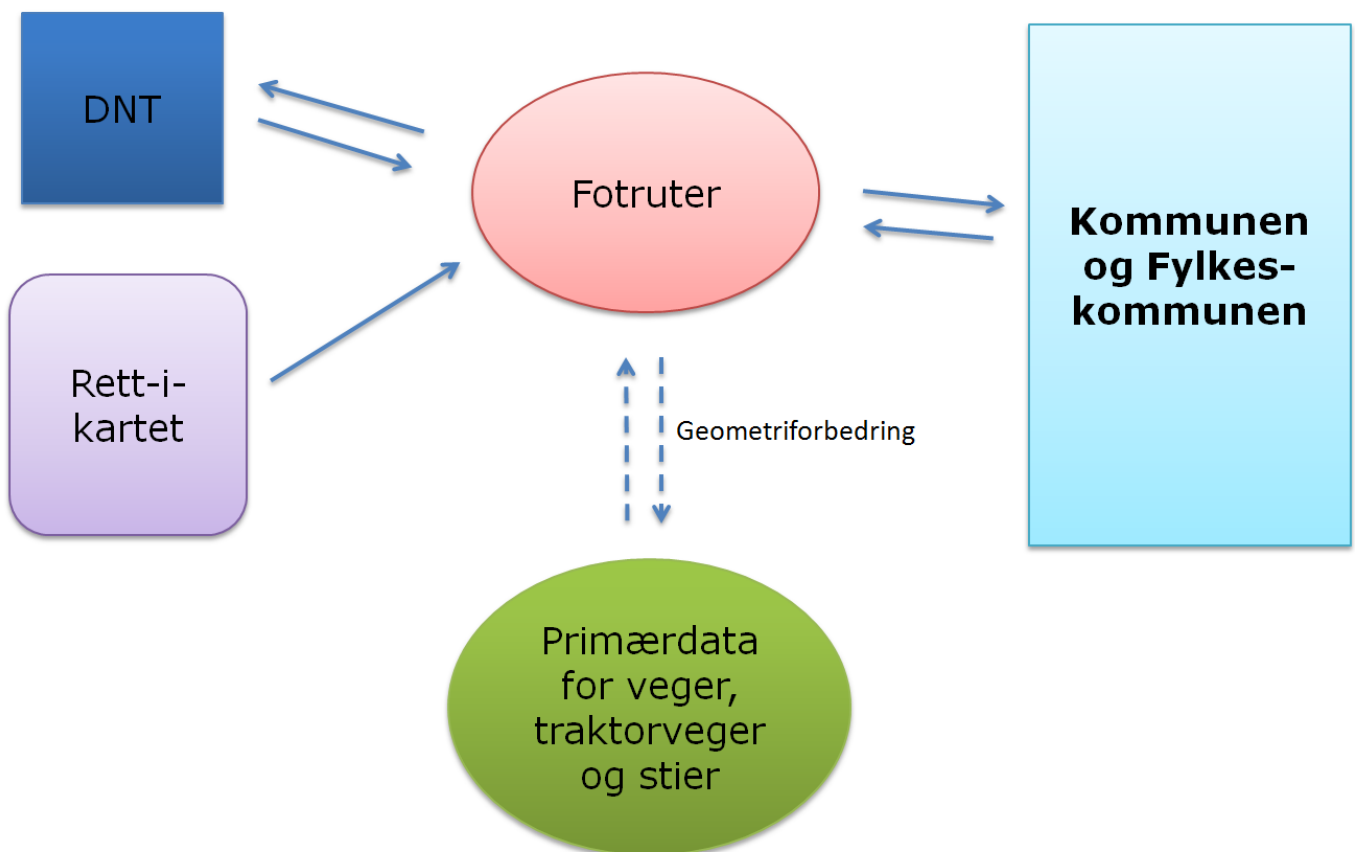 DNT
Fotruter
Kommunen
og Fylkes-
kommunen
Rett-i-
kartet
Geometriforbedring
Primærdata
for veger,
traktorveger
og stier